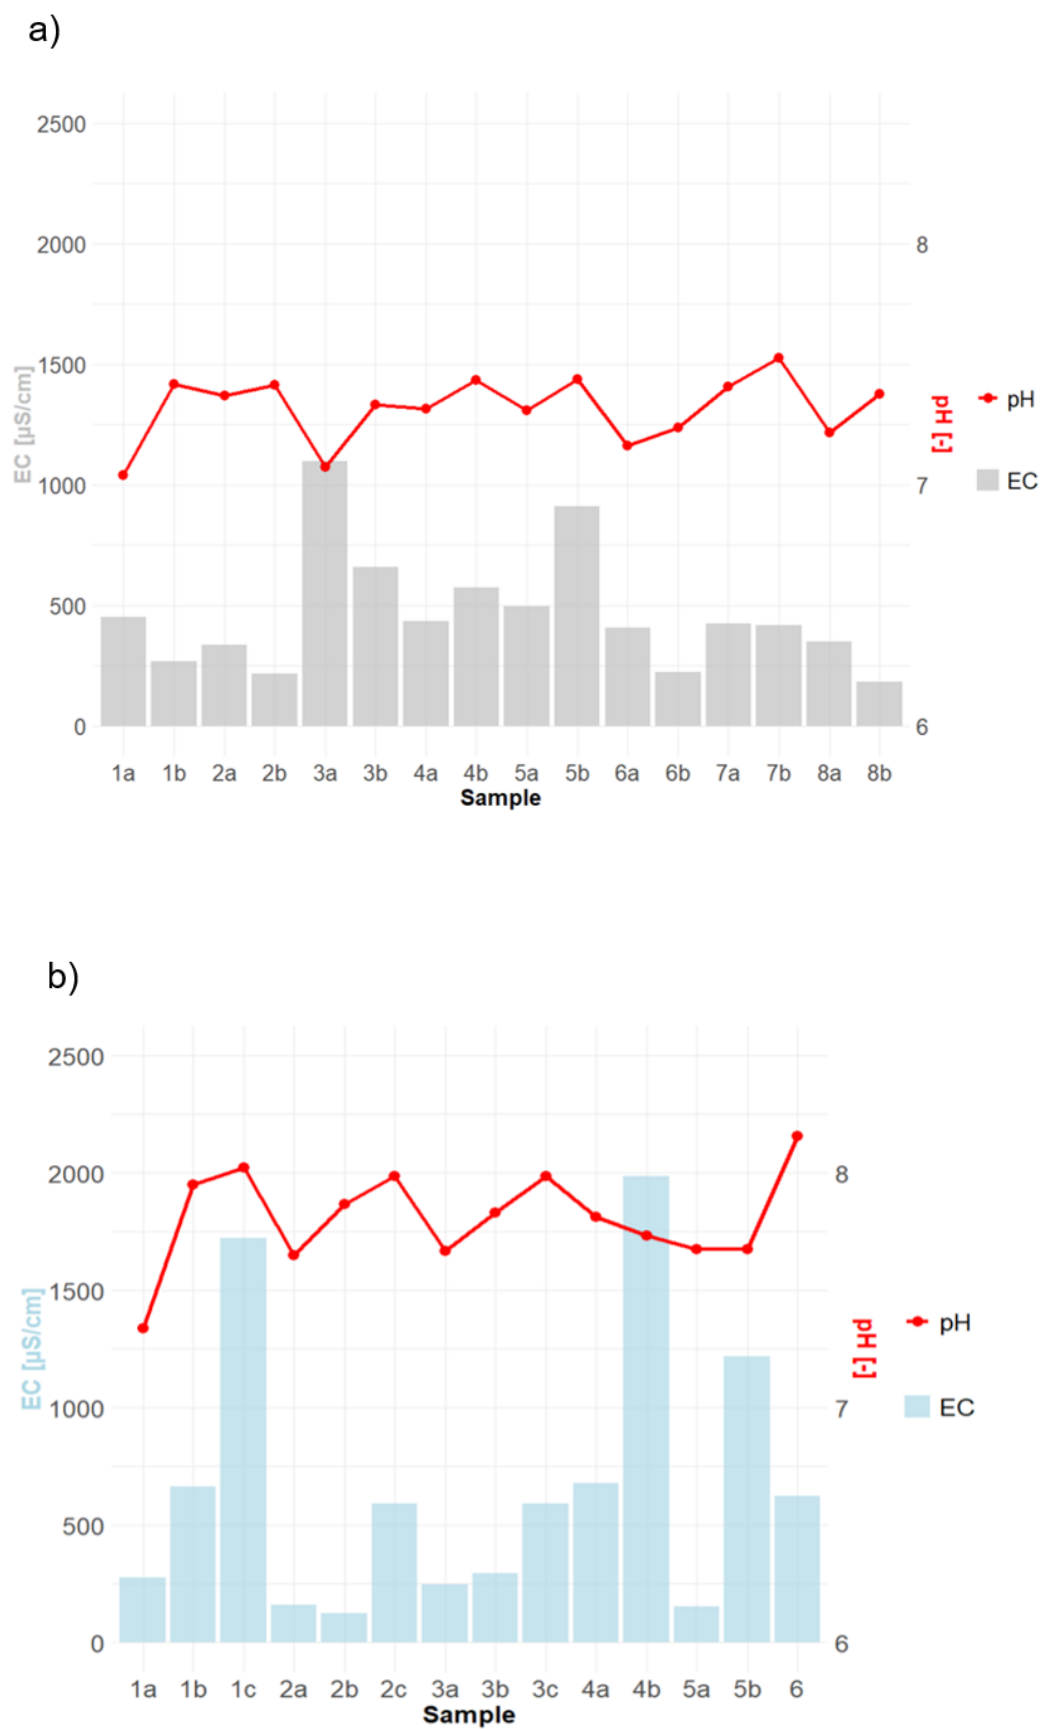 a)
2500
2000
1500
1000
500
0
EC [µS/cm]
8
7
6
pH [-]
pH
EC
1a 1b 2a 2b 3a 3b 4a 4b 5a 5b 6a 6b 7a 7b 8a 8b
Sample
b)
2500
2000
1500
1000
500
0
EC [µS/cm]
8
7
6
pH [-]
pH
EC
1a 1b 1c 2a 2b 2c 3a 3b 3c 4a 4b 5a 5b 6
Sample